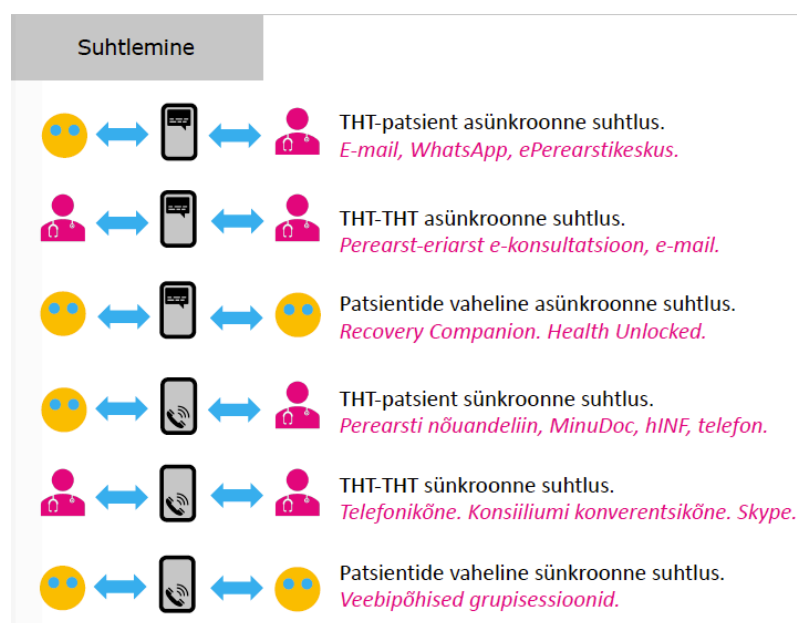 Suhtlemine
THT-patsient asünkroonne suhtlus.
E-mail, WhatsApp, ePerearstikeskus.
THT-THT asünkroonne suhtlus.
Perearst-eriarst e-konsultatsioon, e-mail.
Patsientide vaheline asünkroonne suhtlus.
Recovery Companion. Health Unlocked.
THT-patsient sünkroonne suhtlus.
Perearsti nõuandeliin, MinuDoc, hINF, telefon.
THT-THT sünkroonne suhtlus.
Telefonikõne. Konsiiliumi konverentsikõne. Skype.
Patsientide vaheline sünkroonne suhtlus.
Veebipõhised grupisessioonid.